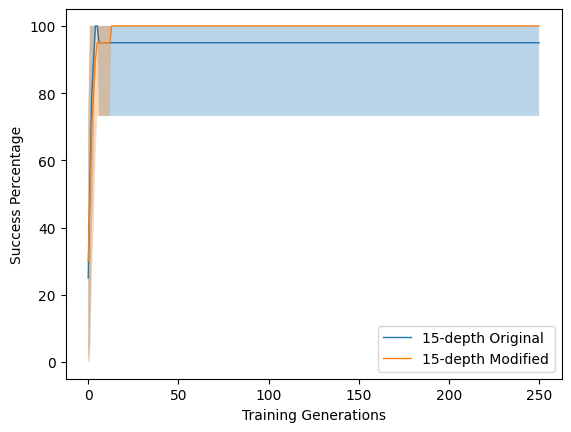 100
80
60
40
20
0
Success Percentage
15-depth Original
15-depth Modified
0 50 100 150 200 250
Training Generations